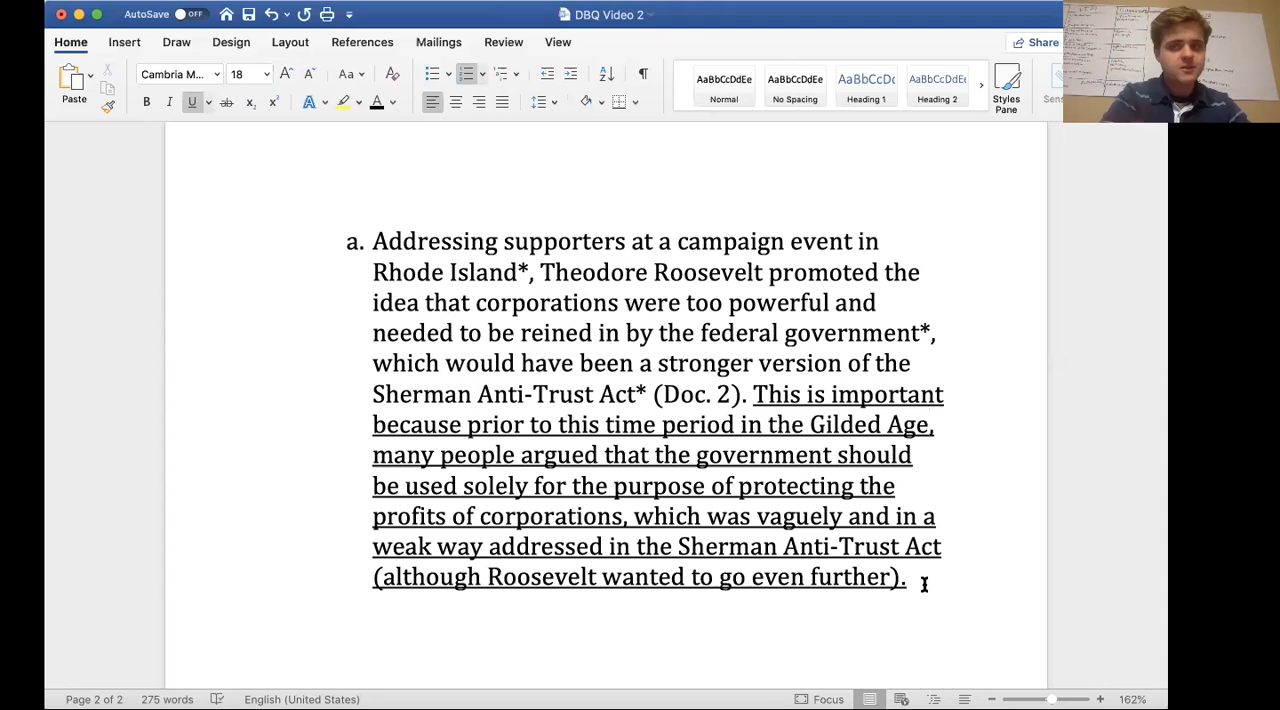 AutoSave OFF
DBQ Video 2
Home Insert Draw Design Layout References Mailings Review View Share
Paste
Cambria M... 18
B I U ab x₂ x² A A
AaBbCcDdEe AaBbCcDdEe AaBbCcDc AaBbCcDdEe
Normal No Spacing Heading 1 Heading 2
Styles
Pane
a. Addressing supporters at a campaign event in
Rhode Island*, Theodore Roosevelt promoted the
idea that corporations were too powerful and
needed to be reined in by the federal government*,
which would have been a stronger version of the
Sherman Anti-Trust Act* (Doc. 2). This is important
because prior to this time period in the Gilded Age,
many people argued that the government should
be used solely for the purpose of protecting the
profits of corporations, which was vaguely and in a
weak way addressed in the Sherman Anti-Trust Act
(although Roosevelt wanted to go even further).
Page 2 of 2 275 words English (United States) Focus 162%